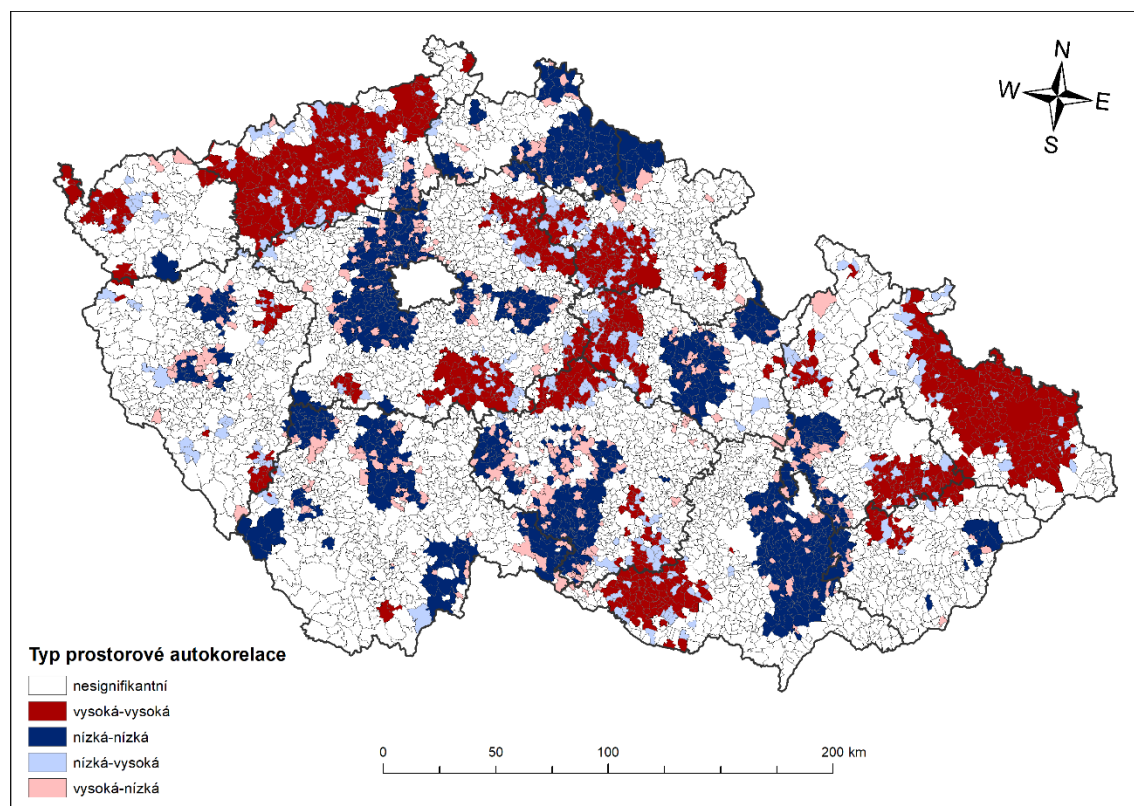 N
W E
S
Typ prostorové autokorelace
nesignifikantní
vysoká-vysoká
nízká-nízká
nízká-vysoká
vysoká-nízká
0 50 100 200 km